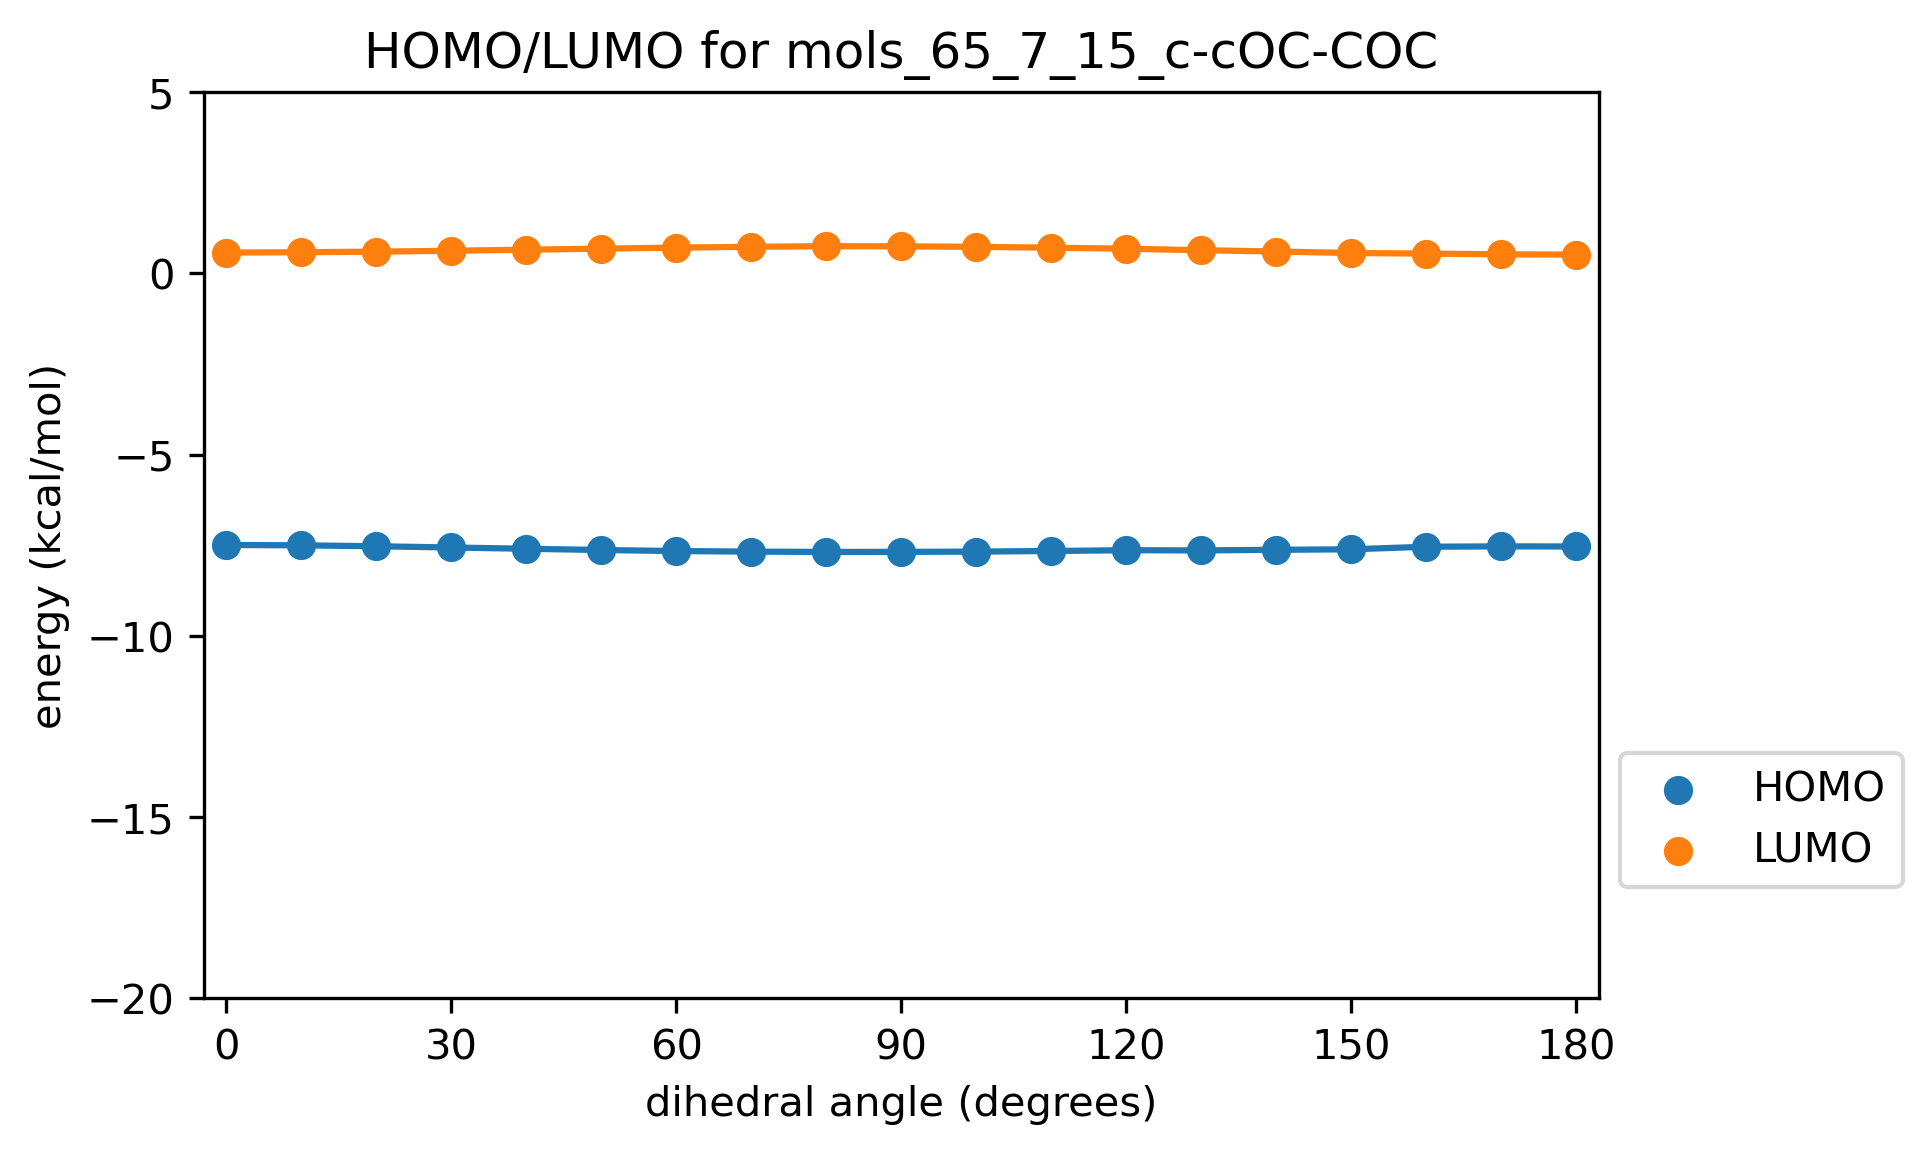 HOMO/LUMO for mols_65_7_15_c-cOC-COC
5
0
−5
−10
−15
−20
energy (kcal/mol)
0 30 60 90 120 150 180
dihedral angle (degrees)
HOMO
LUMO